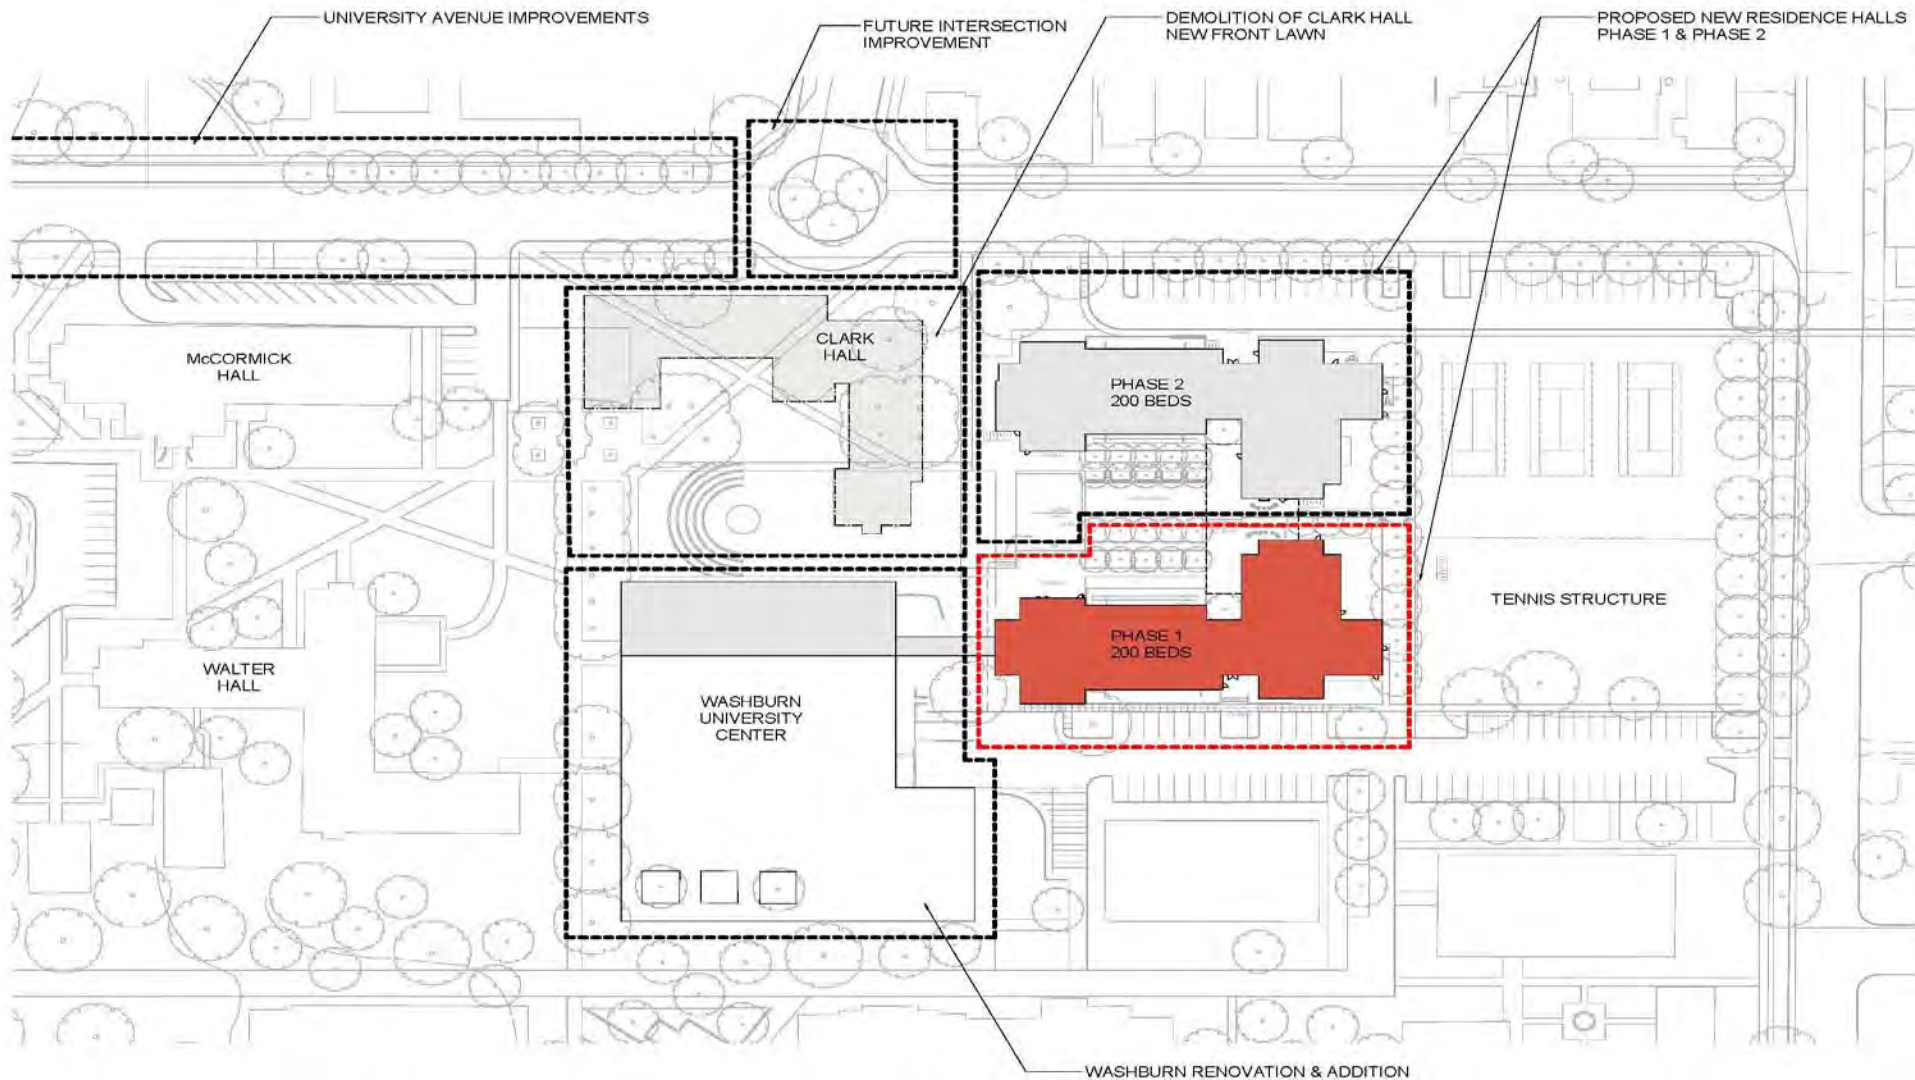 UNIVERSITY AVENUE IMPROVEMENTS
FUTURE INTERSECTION
IMPROVEMENT
DEMOLITION OF CLARK HALL
NEW FRONT LAWN
PROPOSED NEW RESIDENCE HALLS
PHASE 1 & PHASE 2
McCORMICK
HALL
CLARK
HALL
PHASE 2
200 BEDS
TENNIS STRUCTURE
PHASE 1
200 BEDS
WALTER
HALL
WASHBURN
UNIVERSITY
CENTER
WASHBURN RENOVATION & ADDITION